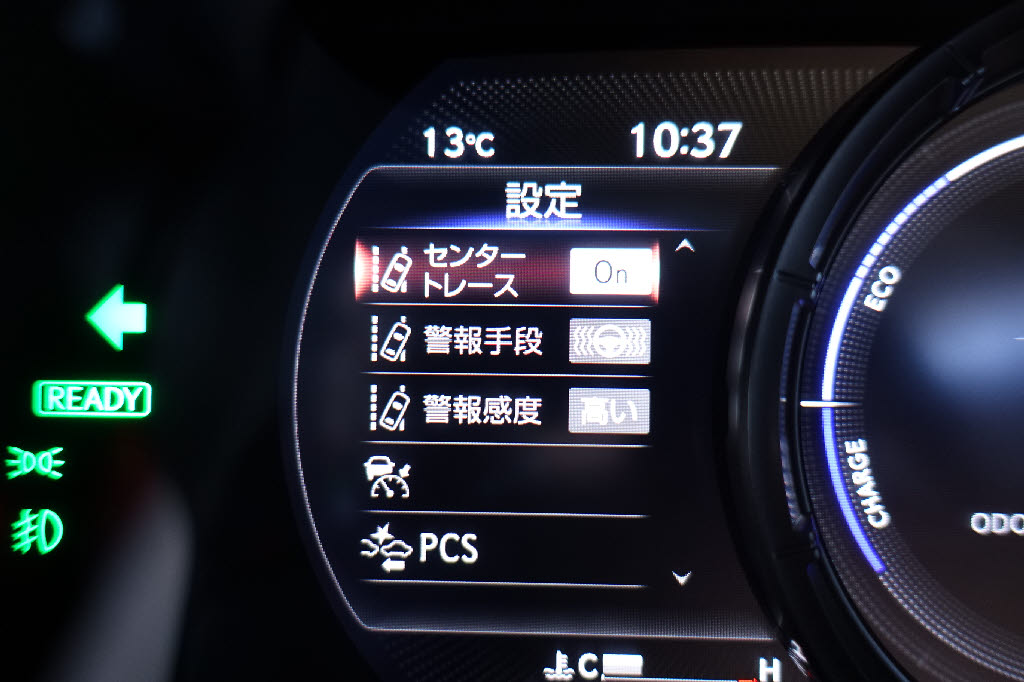 13℃
10:37
設定
センター
トレース
On
警報手段
警報感度
高い
PCS
READY
ECO
CHARGE
ODO
C
H